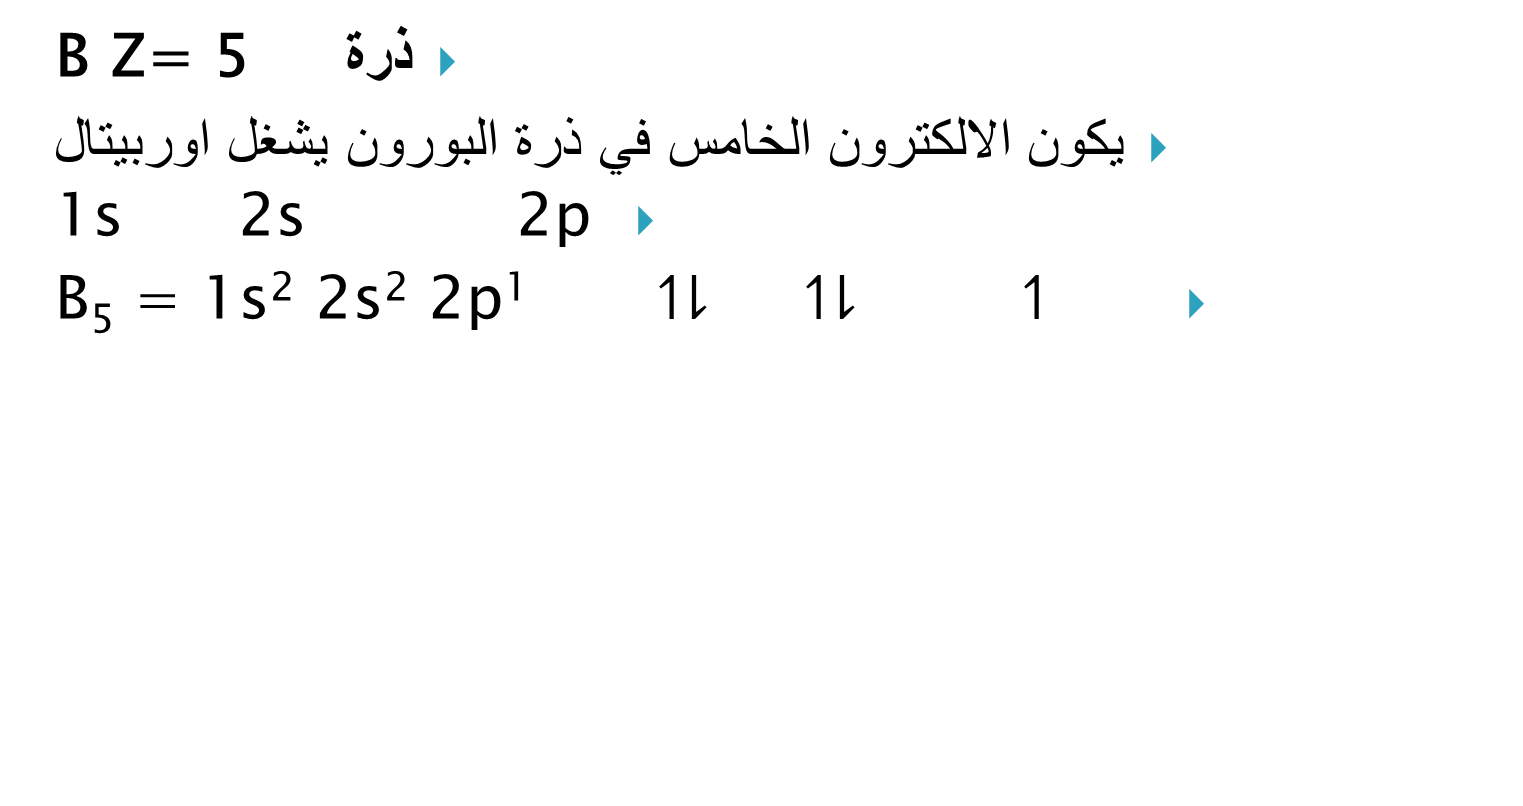 ذرة B Z= 5
يكون الالكترون الخامس في ذرة البورون يشغل اوربيتال
1s 2s 2p
B₅ = 1s² 2s² 2p¹ 1⇂ 1⇂ 1